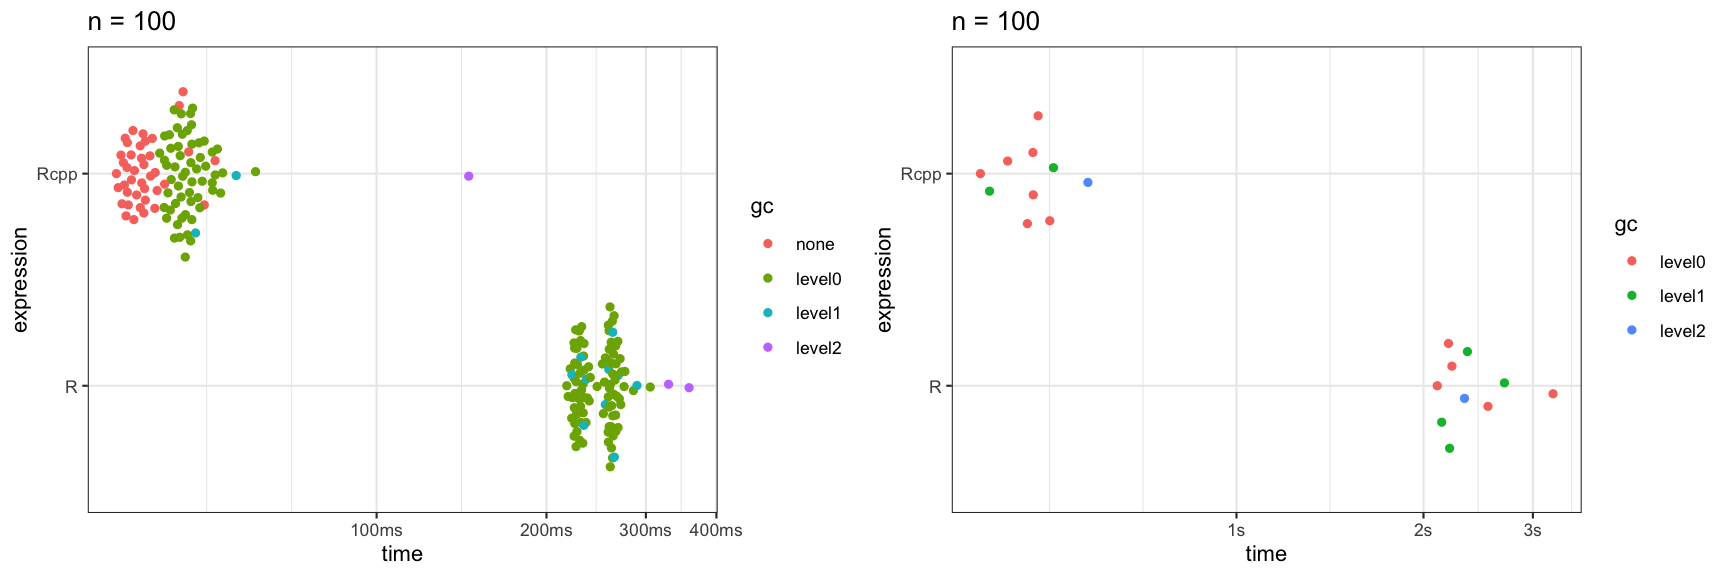 n = 100
expression
Rcpp
R
100ms
200ms
300ms
400ms
time
gc
none
level0
level1
level2
n = 100
expression
Rcpp
R
1s
2s
3s
time
gc
level0
level1
level2